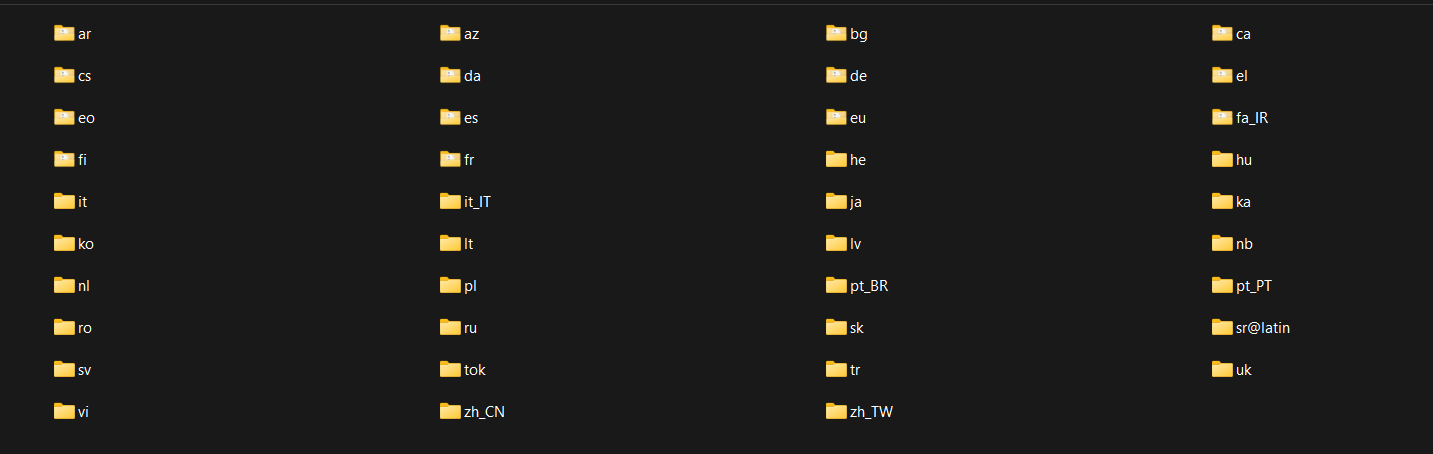 ar az bg ca
cs da de el
eo es eu fa_IR
fi fr he hu
it it_IT ja ka
ko lt lv nb
nl pl pt_BR pt_PT
ro ru sk sr@latin
sv tok tr uk
vi zh_CN zh_TW